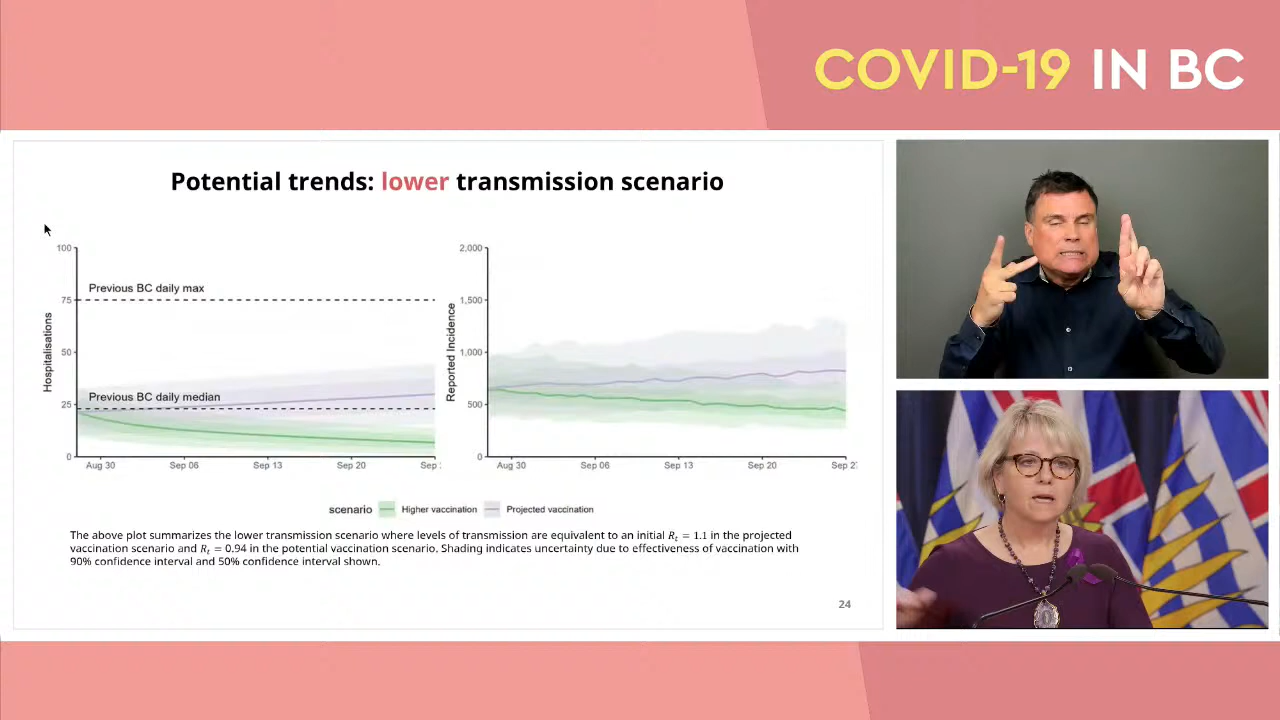 COVID-19 IN BC
Potential trends: lower transmission scenario
100
75
50
25
0
Hospitalisations
Previous BC daily max
Previous BC daily median
Aug 30
Sep 06
Sep 13
Sep 20
Sep
2,000
1,500
1,000
500
0
Reported Incidence
Aug 30
Sep 06
Sep 13
Sep 20
Sep 27
scenario Higher vaccination Projected vaccination
The above plot summarizes the lower transmission scenario where levels of transmission are equivalent to an initial Rₜ = 1.1 in the projected
vaccination scenario and Rₜ = 0.94 in the potential vaccination scenario. Shading indicates uncertainty due to effectiveness of vaccination with
90% confidence interval and 50% confidence interval shown.
24